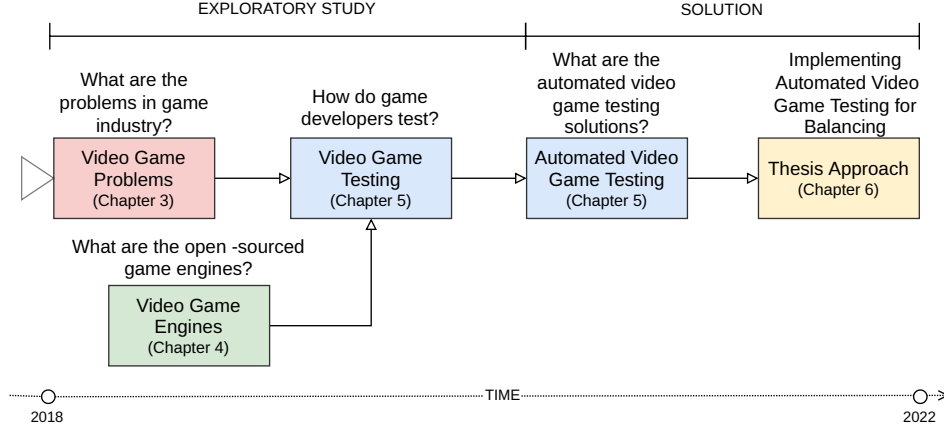 EXPLORATORY STUDY
SOLUTION
What are the
problems in game
industry?
Video Game
Problems
(Chapter 3)
How do game
developers test?
Video Game
Testing
(Chapter 5)
What are the
automated video
game testing
solutions?
Automated Video
Game Testing
(Chapter 5)
Implementing
Automated Video
Game Testing for
Balancing
Thesis Approach
(Chapter 6)
What are the open -sourced
game engines?
Video Game
Engines
(Chapter 4)
TIME
2018
2022